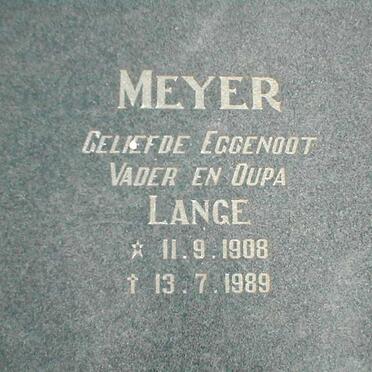 MEYER
GELIEFDE EGGENOOT
VADER EN OUPA
LANGE
☆ 11.9.1908
† 13.7.1989